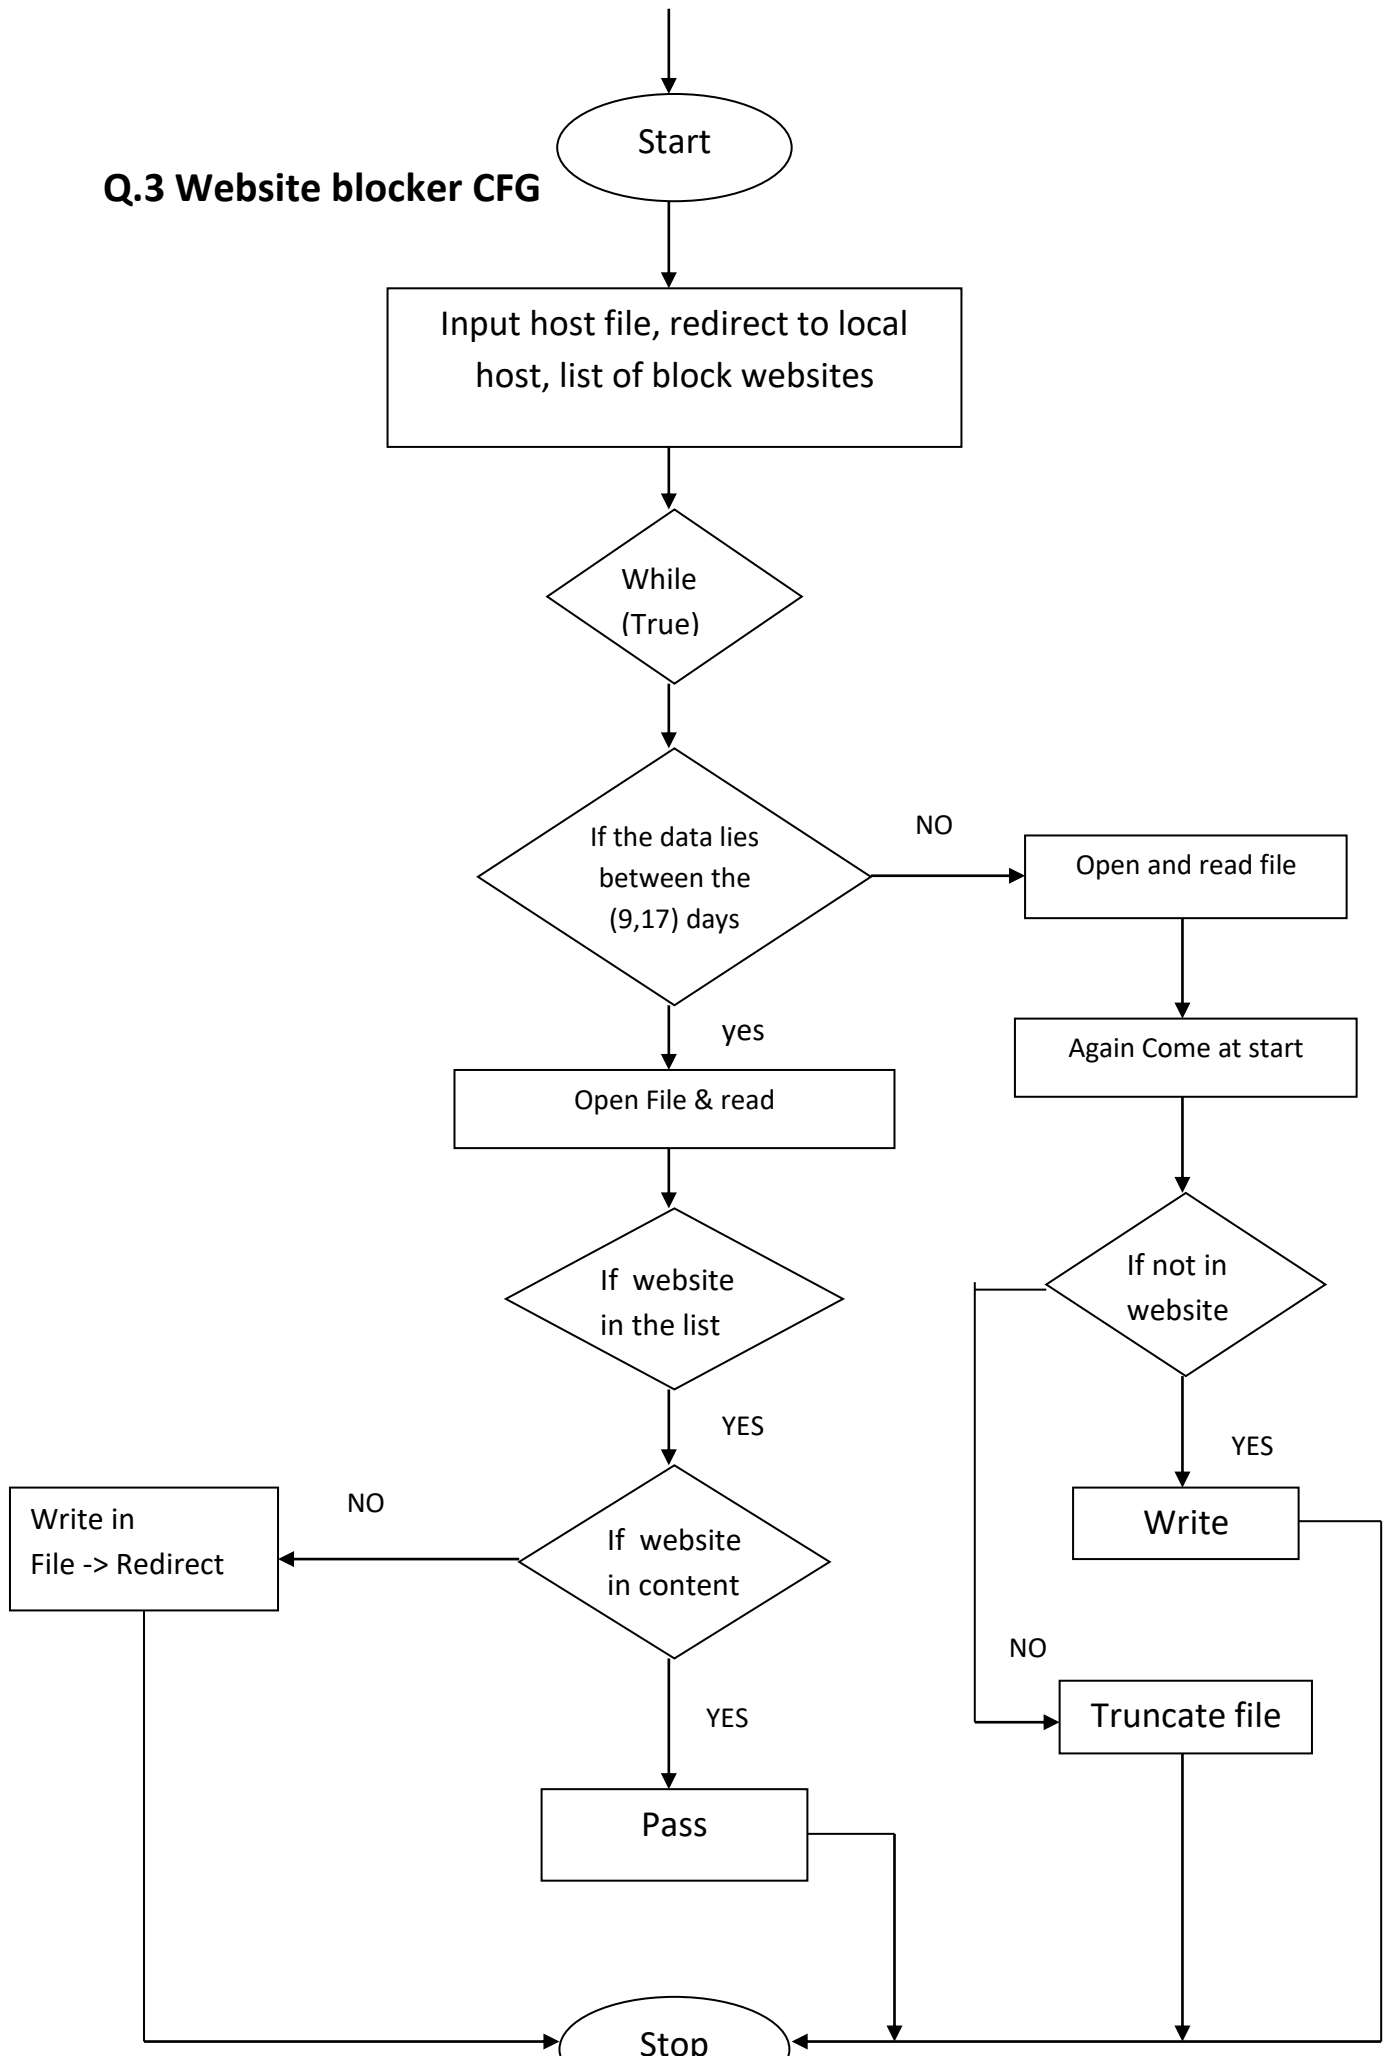 Start
Q.3 Website blocker CFG
Input host file, redirect to local
host, list of block websites
While
(True)
If the data lies
between the
(9,17) days
NO
Open and read file
yes
Again Come at start
Open File & read
If website
in the list
If not in
website
YES
YES
NO
Write in
File -> Redirect
If website
in content
Write
NO
YES
Truncate file
Pass
Stop